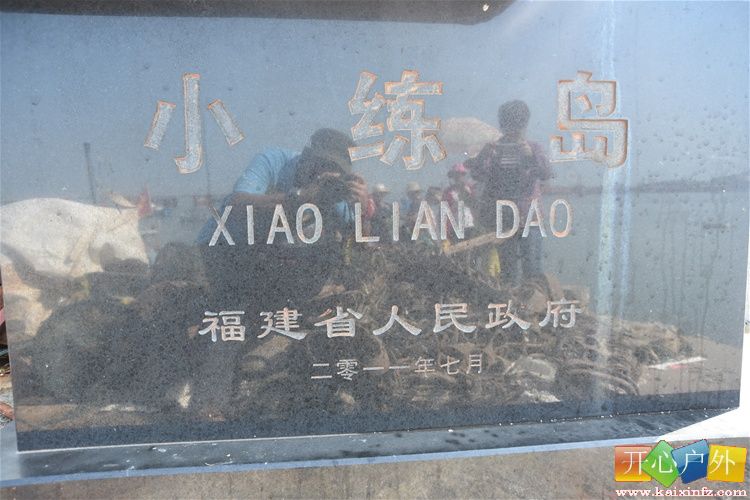 小练岛
XIAO LIAN DAO
福建省人民政府
二零一一年七月
开心户外
www.kaixinfz.com